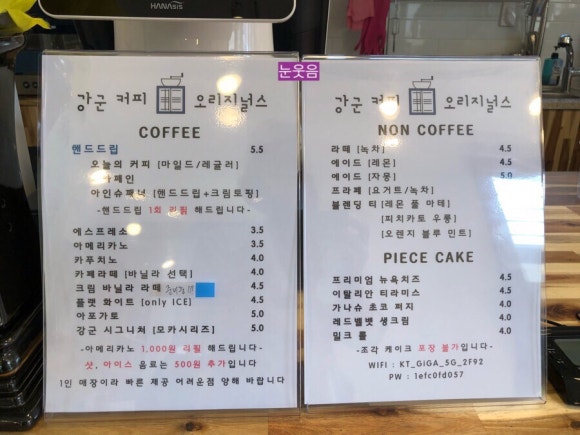 HANASIS
눈웃음
강군 커피 오리지널스
COFFEE
핸드드립 5.5
오늘의 커피 [마일드/레귤러]
카페인
아인슈패너 [핸드드립+크림토핑]
-핸드드립 1회 리필 해드립니다-
에스프레소 3.5
아메리카노 3.5
카푸치노 4.0
카페라떼 [바닐라 선택] 4.0
크림 바닐라 라떼 4.5
플랫 화이트 [only ICE] 4.5
아포가토 5.0
강군 시그니처 [모카시리즈] 5.0
-아메리카노 1,000원 리필 해드립니다-
샷, 아이스 음료는 500원 추가입니다
1인 매장이라 빠른 제공 어려운점 양해 바랍니다
강군 커피 오리지널스
NON COFFEE
라떼 [녹차] 4.5
에이드 [레몬] 4.5
에이드 [자몽] 5.0
프라페 [요거트/녹차] 4.5
블렌딩 티 [레몬 풀 마테] 4.0
[피치카토 우롱]
[오렌지 블루 민트]
PIECE CAKE
프리미엄 뉴욕치즈 4.5
이탈리안 티라미스 4.5
가나슈 초코 퍼지 4.5
레드벨벳 생크림 4.0
밀크 롤 4.0
-조각 케이크 포장 불가입니다-
WIFI : KT_GiGA_5G_2F92
PW : 1efc0fd057